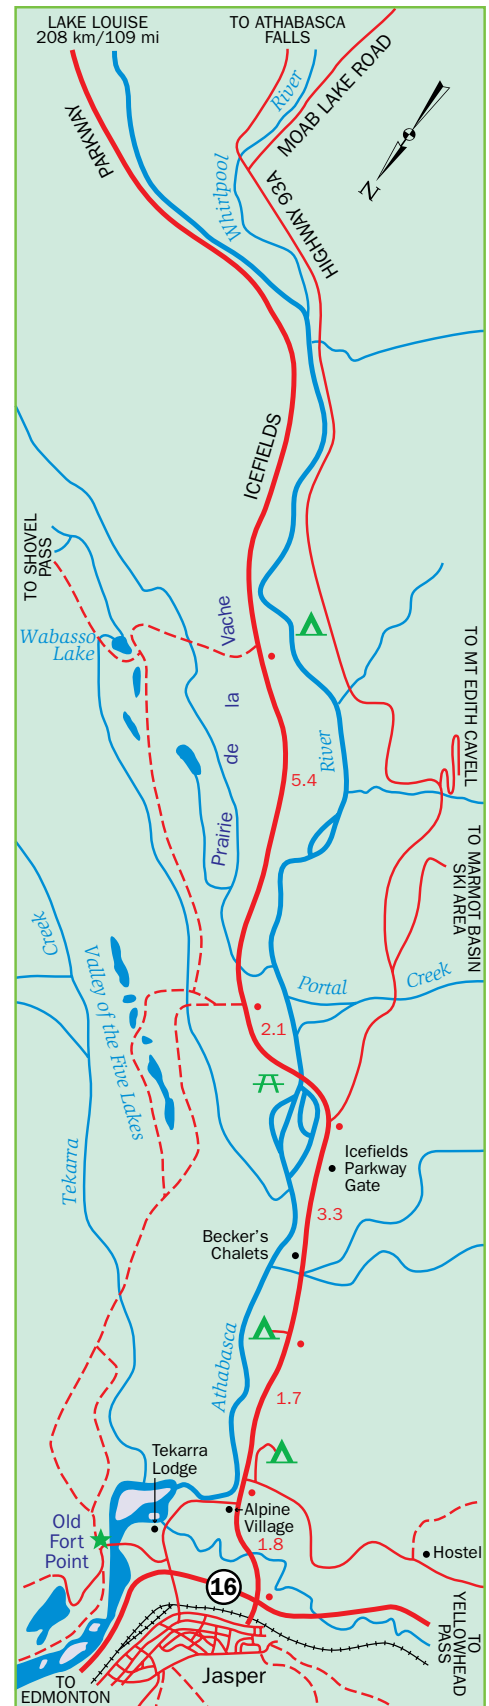 LAKE LOUISE
208 km/109 mi
TO ATHABASCA
FALLS
PARKWAY
River
MOAB LAKE ROAD
Whirlpool
HIGHWAY 93A
N
ICEFIELDS
TO SHOVEL
PASS
Wabasso
Lake
Prairie de la Vache
5.4
River
TO MT EDITH CAVELL
TO MARMOT BASIN
SKI AREA
Creek
Valley of the Five Lakes
Portal
Creek
2.1
Icefields
Parkway
Gate
Tekarra
3.3
Becker's
Chalets
Athabasca
1.7
Tekarra
Lodge
Alpine
Village
Old
Fort
Point
1.8
Hostel
16
TO
YELLOWHEAD
PASS
Jasper
TO
EDMONTON